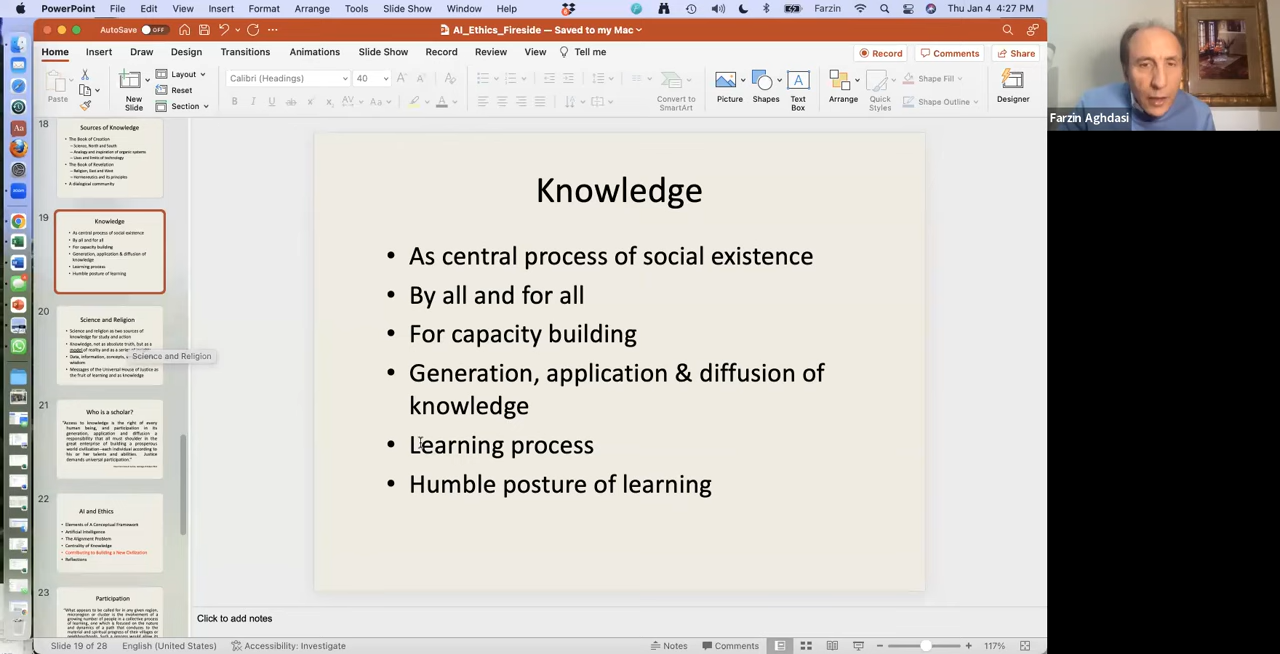 PowerPoint File Edit View Insert Format Arrange Tools Slide Show Window Help Farzin Thu Jan 4 4:27 PM
AutoSave OFF AI_Ethics_Fireside — Saved to my Mac
Home Insert Draw Design Transitions Animations Slide Show Record Review View Tell me Record Comments Share
Paste New Slide Layout Reset Section Calibri (Headings) 40 Convert to SmartArt Picture Shapes Text Box Arrange Quick Styles Shape Fill Shape Outline Designer
Farzin Aghdasi
18
Sources of Knowledge
• The Book of Creation
– Science, North and South
– Analogy and inspiration of organic systems
– Uses and limits of technology
• The Book of Revelation
– Religion, East and West
– Hermeneutics and its principles
• A dialogical community
19
Knowledge
• As central process of social existence
• By all and for all
• For capacity building
• Generation, application & diffusion of
knowledge
• Learning process
• Humble posture of learning
20
Science and Religion
• Science and religion as two sources of
knowledge for study and action
• Knowledge, not as absolute truth, but as a
model of reality and as a
• Data, information, concepts,
wisdom
Science and Religion
• Messages of the Universal House of Justice as
the fruit of learning and as knowledge
21
Who is a scholar?
"Access to knowledge is the right of every
human being, and participation in its
generation, application and diffusion a
responsibility that all must shoulder in the
great enterprise of building a prosperous
world civilization—each individual according to
his or her talents and abilities. Justice
demands universal participation."
22
AI and Ethics
• Elements of A Conceptual Framework
• Artificial Intelligence
• The Alignment Problem
• Centrality of Knowledge
• Contributing to Building a New Civilization
• Reflections
23
Participation
"What appears to be called for in any given region,
microregion or cluster is the involvement of a
growing number of people in a collective process
of learning, one which is focused on the nature
and dynamics of a path that conduces to the
material and spiritual progress of their villages or
Knowledge
• As central process of social existence
• By all and for all
• For capacity building
• Generation, application & diffusion of
knowledge
• Learning process
• Humble posture of learning
Click to add notes
Slide 19 of 28 English (United States) Accessibility: Investigate Notes Comments 117%